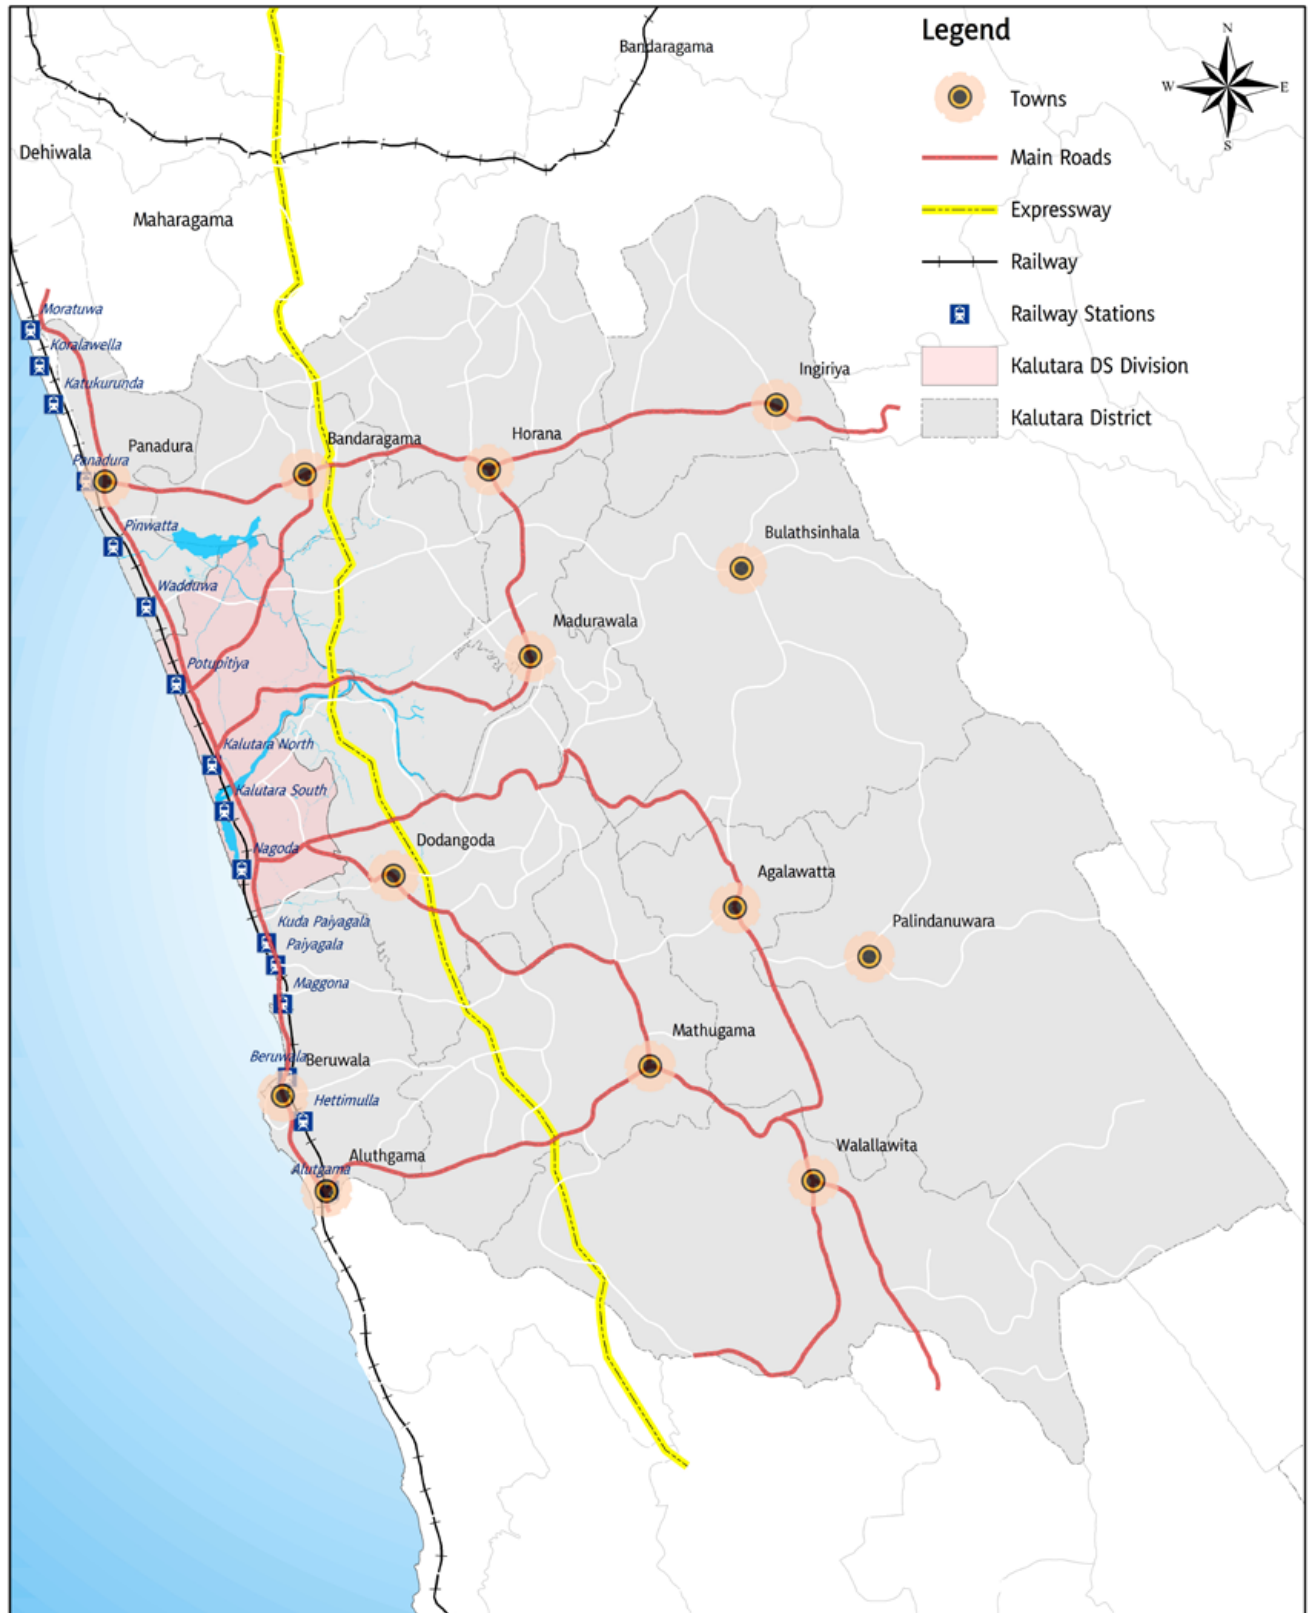 Legend
N
W
E
S
Towns
Main Roads
Expressway
Railway
Railway Stations
Kalutara DS Division
Kalutara District
Bandaragama
Dehiwala
Maharagama
Moratuwa
Koralawella
Katukurunda
Ingiriya
Panadura
Bandaragama
Horana
Panadura
Pinwatta
Bulathsinhala
Wadduwa
Madurawala
Potupitiya
Kalutara North
Kalutara South
Dodangoda
Nagoda
Agalawatta
Kuda Paiyagala
Palindanuwara
Paiyagala
Maggona
Mathugama
Beruwala
Beruwala
Hettimulla
Walallawita
Aluthgama
Alutgama